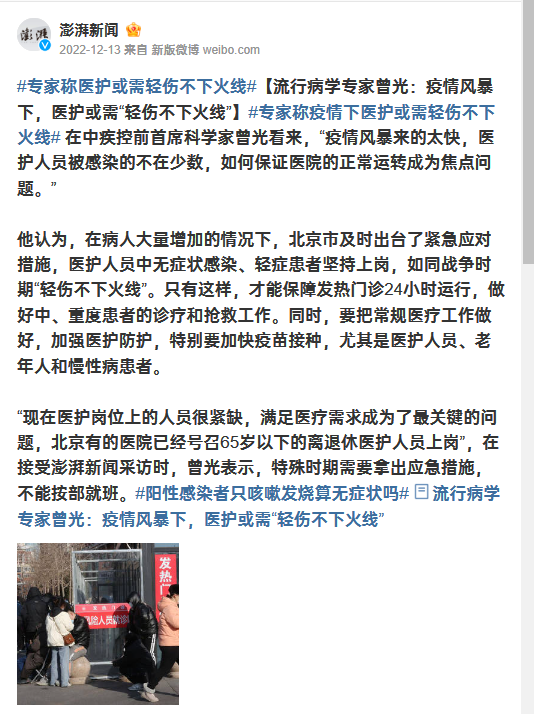 澎湃
澎湃新闻
2022-12-13 来自 新版微博 weibo.com
#专家称医护或需轻伤不下火线#【流行病学专家曾光：疫情风暴
下，医护或需“轻伤不下火线”】#专家称疫情下医护或需轻伤不下
火线# 在中疾控前首席科学家曾光看来，“疫情风暴来的太快，医
护人员被感染的不在少数，如何保证医院的正常运转成为焦点问
题。”
他认为，在病人大量增加的情况下，北京市及时出台了紧急应对
措施，医护人员中无症状感染、轻症患者坚持上岗，如同战争时
期“轻伤不下火线”。只有这样，才能保障发热门诊24小时运行，做
好中、重度患者的诊疗和抢救工作。同时，要把常规医疗工作做
好，加强医护防护，特别要加快疫苗接种，尤其是医护人员、老
年人和慢性病患者。
“现在医护岗位上的人员很紧缺，满足医疗需求成为了最关键的问
题，北京有的医院已经号召65岁以下的离退休医护人员上岗”，在
接受澎湃新闻采访时，曾光表示，特殊时期需要拿出应急措施，
不能按部就班。#阳性感染者只咳嗽发烧算无症状吗# 流行病学
专家曾光：疫情风暴下，医护或需“轻伤不下火线”
发热门
风险人员就诊